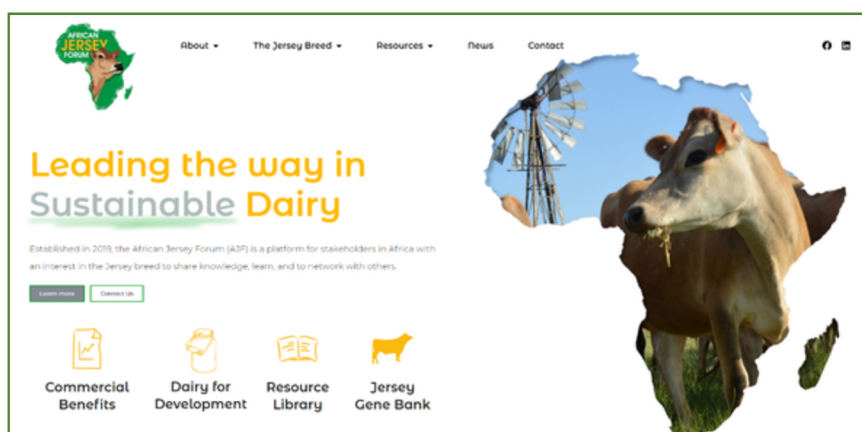 AFRICAN
JERSEY
FORUM
About
The Jersey Breed
Resources
News
Contact
Leading the way in
Sustainable Dairy
Established in 2019, the African Jersey Forum (AJF) is a platform for stakeholders in Africa with
an interest in the Jersey breed to share knowledge, learn, and to network with others.
Learn more
Contact Us
Commercial
Benefits
Dairy for
Development
Resource
Library
Jersey
Gene Bank